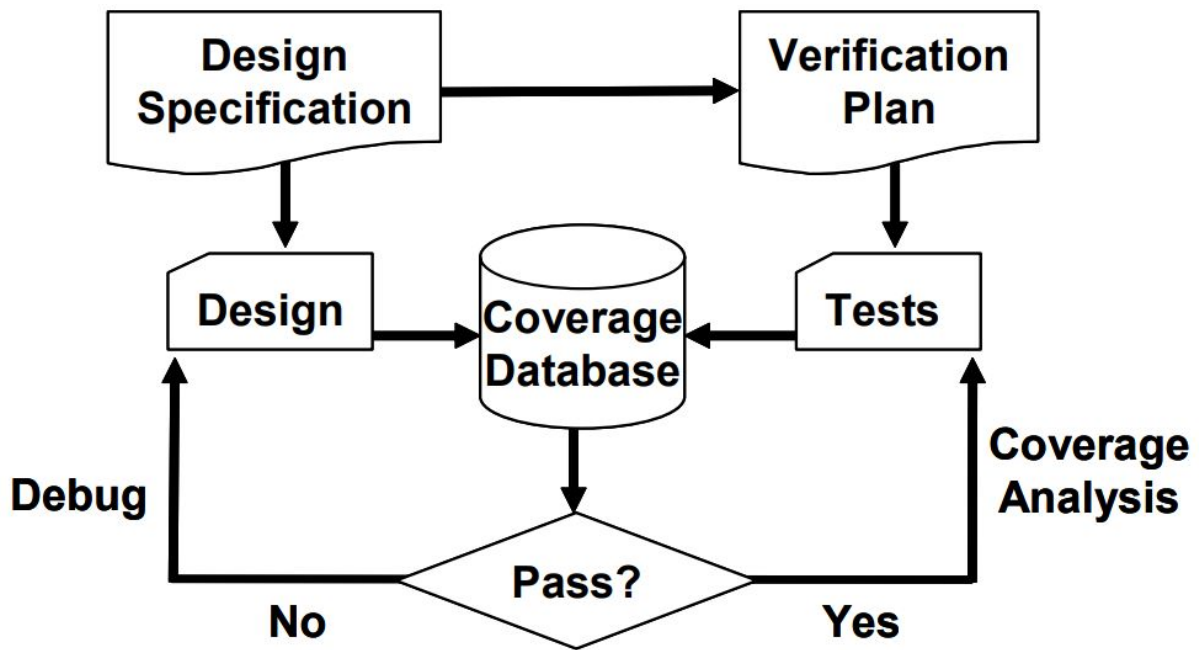 Design
Specification
Verification
Plan
Design
Coverage
Database
Tests
Debug
Coverage
Analysis
Pass?
No
Yes